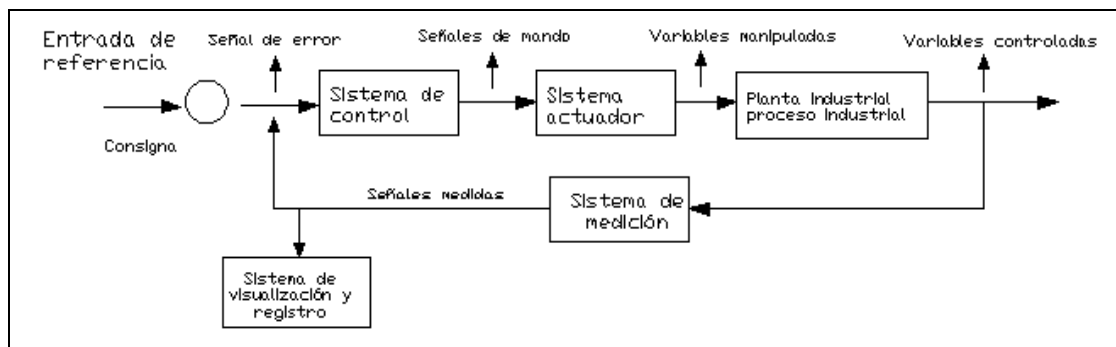 Entrada de
referencia
Señal de error
Señales de mando
Variables manipuladas
Variables controladas
Consigna
Sistema de
control
Sistema
actuador
Planta industrial
proceso industrial
Señales medidas
Sistema de
medición
Sistema de
visualización y
registro